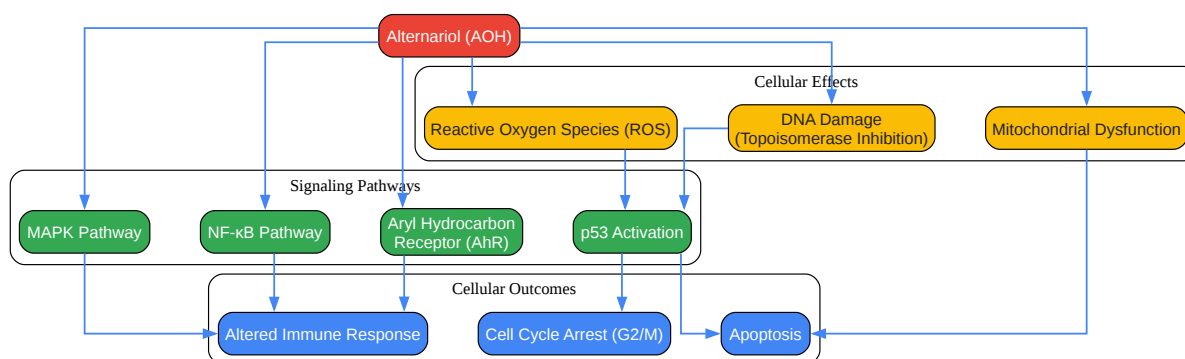 Alternariol (AOH)
Cellular Effects
Reactive Oxygen Species (ROS)
DNA Damage
(Topoisomerase Inhibition)
Mitochondrial Dysfunction
Signaling Pathways
MAPK Pathway
NF-κB Pathway
Aryl Hydrocarbon
Receptor (AhR)
p53 Activation
Cellular Outcomes
Altered Immune Response
Cell Cycle Arrest (G2/M)
Apoptosis